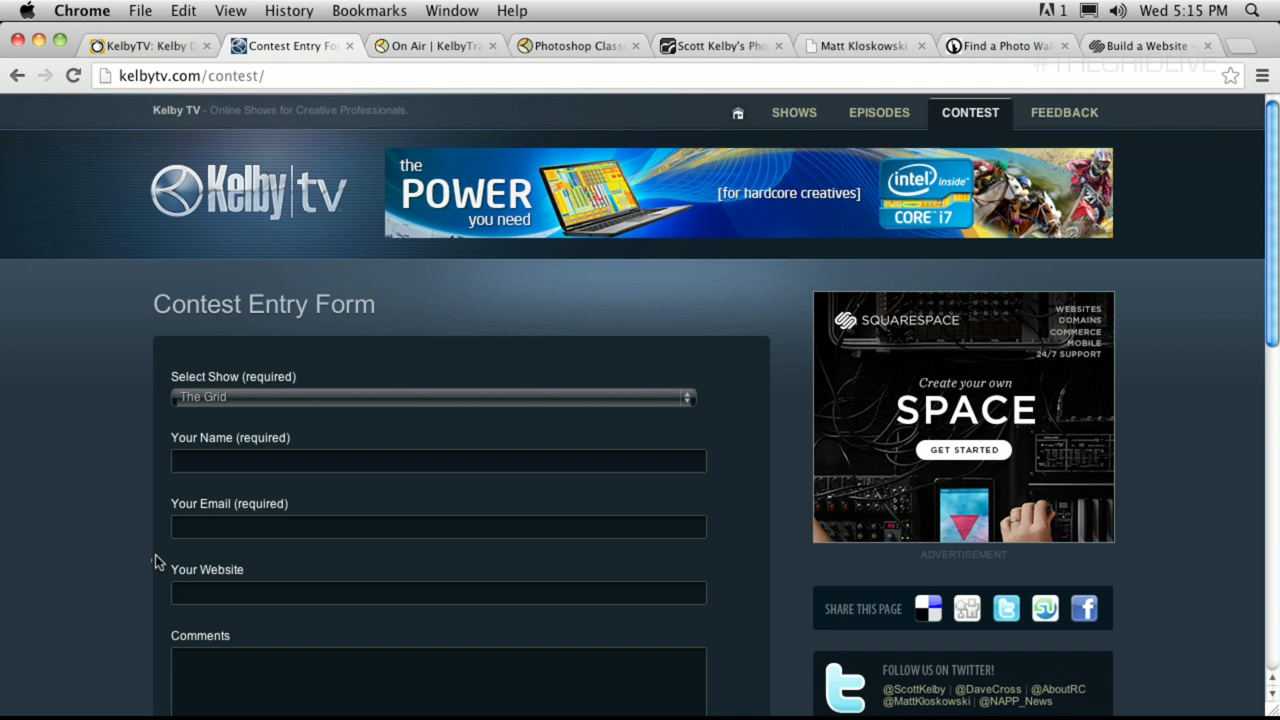 Chrome File Edit View History Bookmarks Window Help
1 Wed 5:15 PM
KelbyTV: Kelby D
Contest Entry Fo
On Air | KelbyTra
Photoshop Class
Scott Kelby's Pho
Matt Kloskowski
Find a Photo Wal
Build a Website –
#THEGRIDLIVE
kelbytv.com/contest/
Kelby TV - Online Shows for Creative Professionals.
SHOWS EPISODES CONTEST FEEDBACK
Kelby tv
the
POWER
you need
[for hardcore creatives]
intel inside™
CORE™ i7
Contest Entry Form
Select Show (required)
The Grid
Your Name (required)
Your Email (required)
Your Website
Comments
SQUARESPACE
WEBSITES
DOMAINS
COMMERCE
MOBILE
24/7 SUPPORT
Create your own
SPACE
GET STARTED
ADVERTISEMENT
SHARE THIS PAGE
FOLLOW US ON TWITTER!
@ScottKelby | @DaveCross | @AboutRC
@MattKloskowski | @NAPP_News